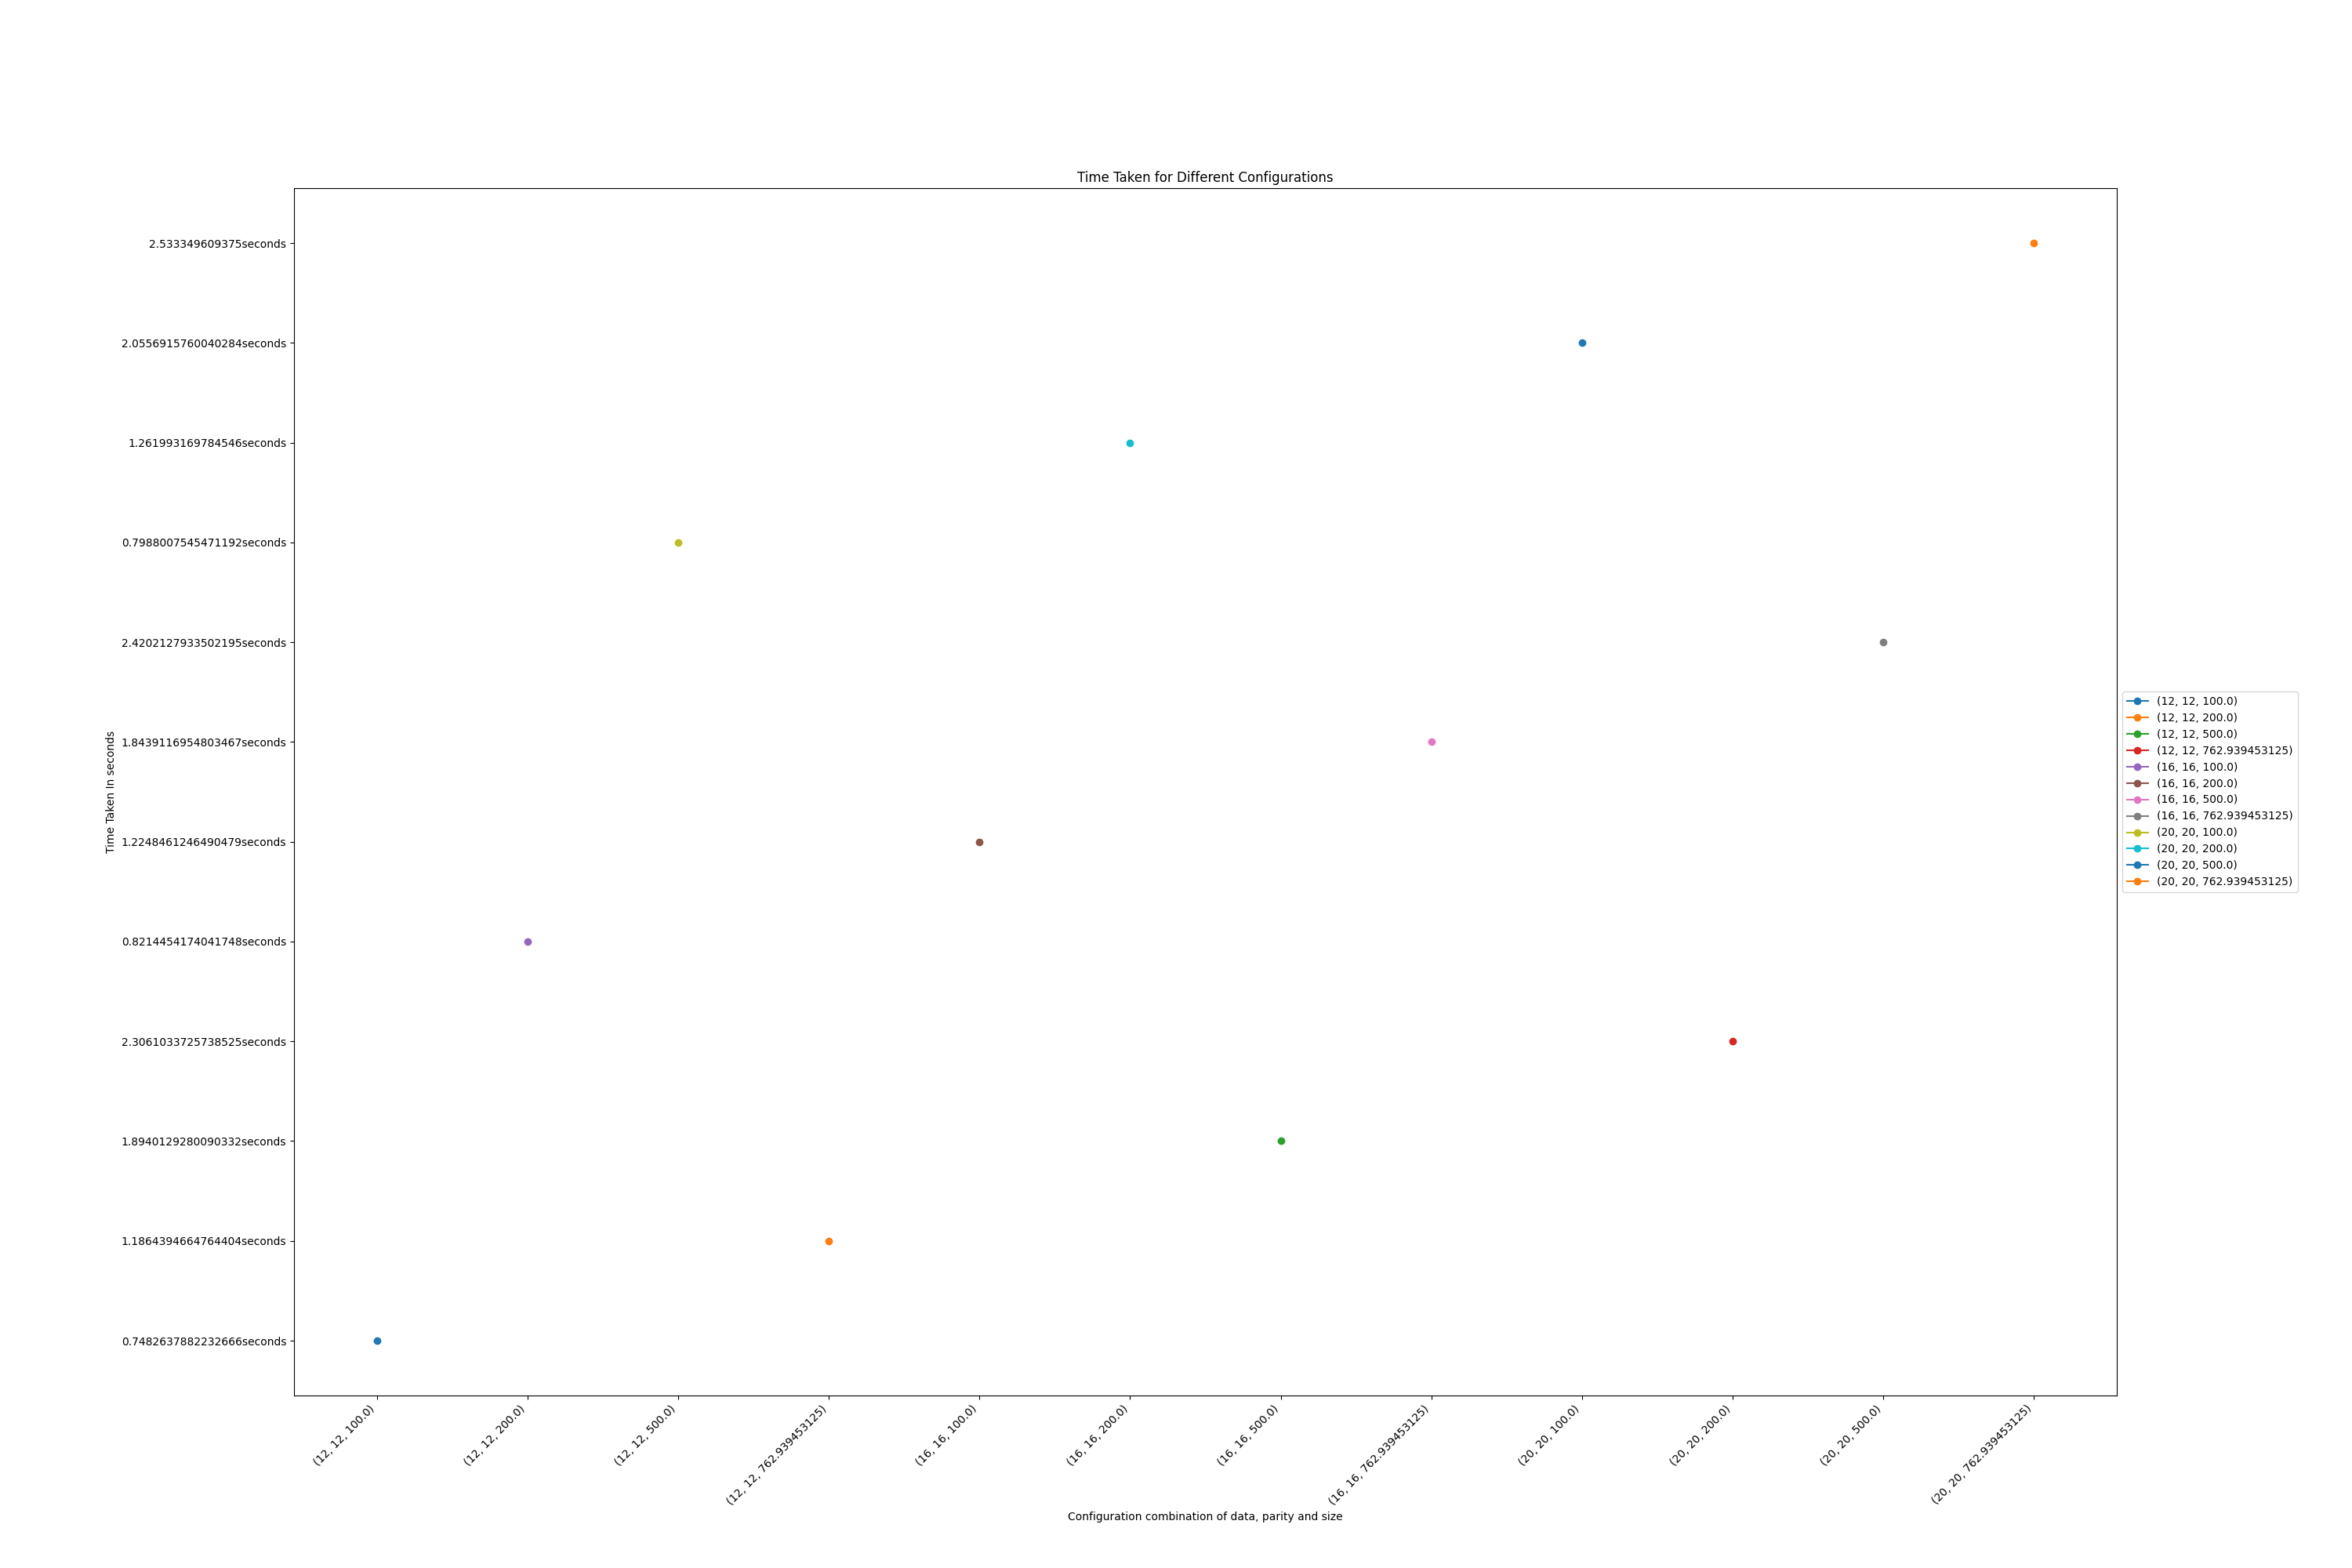 Time Taken for Different Configurations
2.533349609375seconds
2.0556915760040284seconds
1.261993169784546seconds
0.7988007545471192seconds
2.4202127933502195seconds
1.8439116954803467seconds
1.2248461246490479seconds
0.8214454174041748seconds
2.3061033725738525seconds
1.8940129280090332seconds
1.1864394664764404seconds
0.7482637882232666seconds
Time Taken In seconds
(12, 12, 100.0)
(12, 12, 200.0)
(12, 12, 500.0)
(12, 12, 762.939453125)
(16, 16, 100.0)
(16, 16, 200.0)
(16, 16, 500.0)
(16, 16, 762.939453125)
(20, 20, 100.0)
(20, 20, 200.0)
(20, 20, 500.0)
(20, 20, 762.939453125)
Configuration combination of data, parity and size
(12, 12, 100.0)
(12, 12, 200.0)
(12, 12, 500.0)
(12, 12, 762.939453125)
(16, 16, 100.0)
(16, 16, 200.0)
(16, 16, 500.0)
(16, 16, 762.939453125)
(20, 20, 100.0)
(20, 20, 200.0)
(20, 20, 500.0)
(20, 20, 762.939453125)